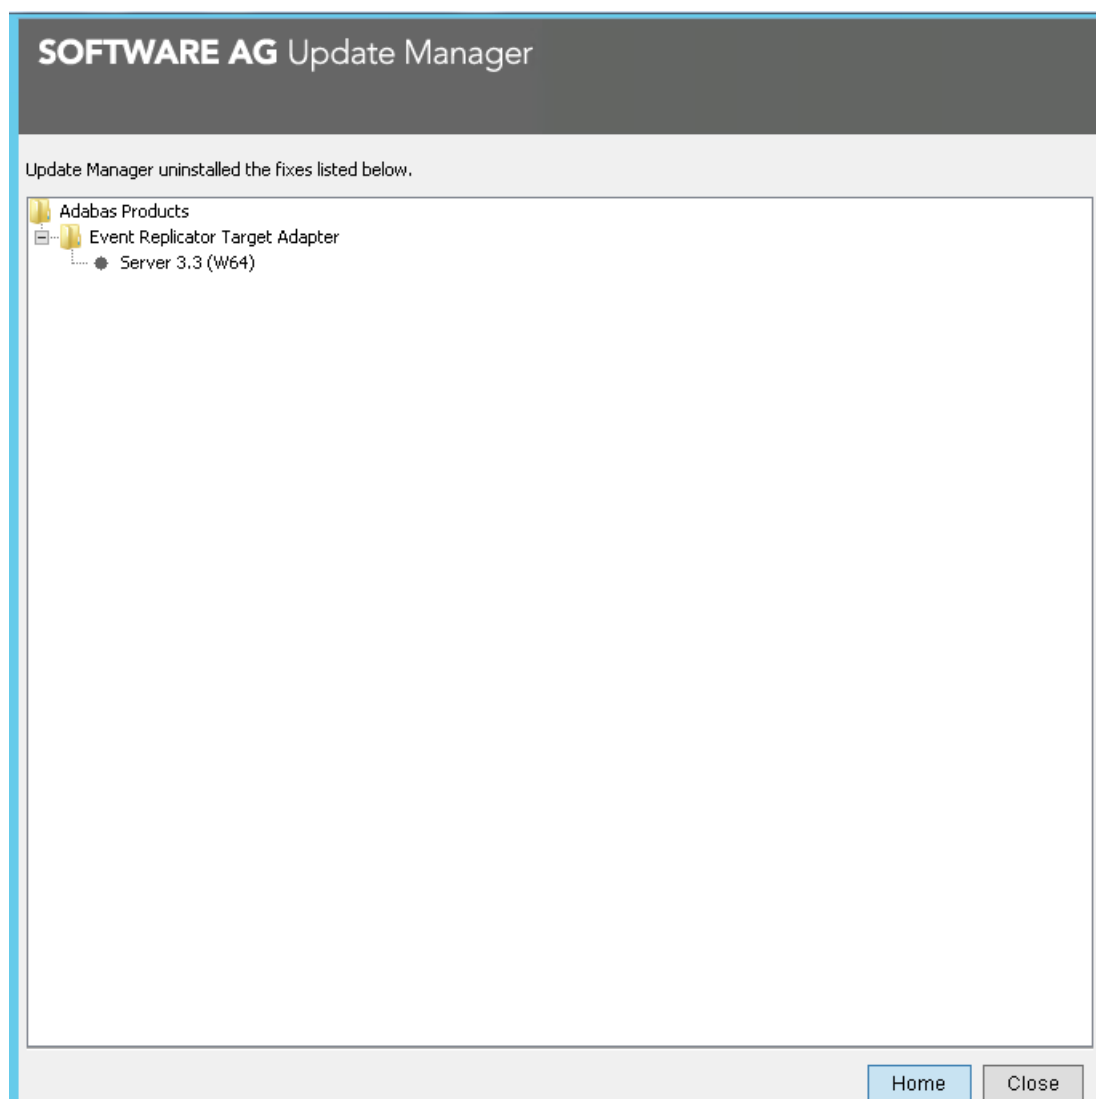 SOFTWARE AG Update Manager
Update Manager uninstalled the fixes listed below.
Adabas Products
Event Replicator Target Adapter
Server 3.3 (W64)
Home Close